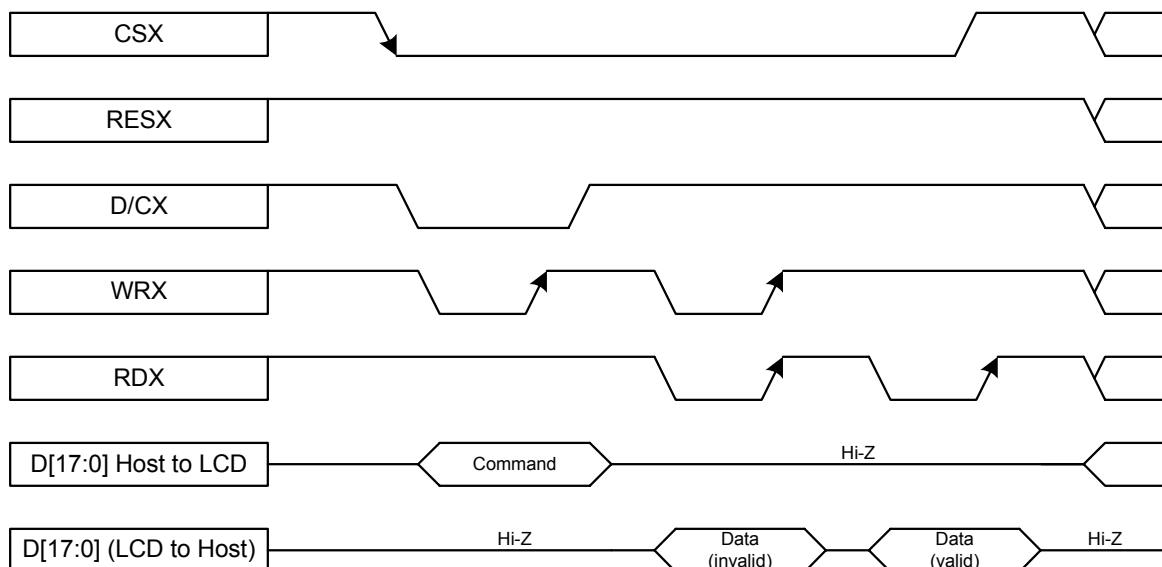 CSX
RESX
D/CX
WRX
RDX
D[17:0] Host to LCD
Command
Hi-Z
D[17:0] (LCD to Host)
Hi-Z
Data
(invalid)
Data
(valid)
Hi-Z